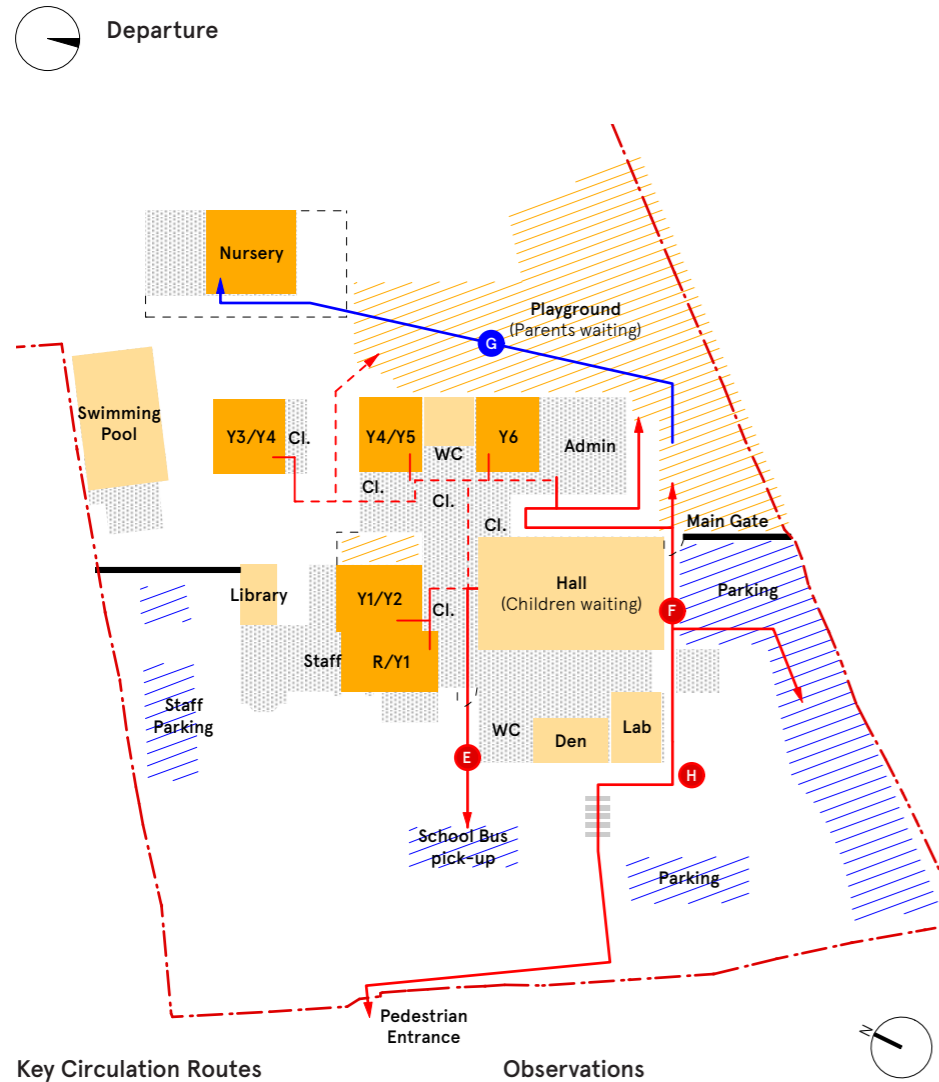 Departure
Nursery
Playground
(Parents waiting)
G
Swimming
Pool
Y3/Y4
Cl.
Y4/Y5
WC
Y6
Admin
Cl.
Cl.
Cl.
Main Gate
Library
Y1/Y2
Cl.
Hall
(Children waiting)
F
Parking
Staff
R/Y1
Staff
Parking
WC
Den
Lab
E
H
School Bus
pick-up
Parking
Pedestrian
Entrance
N
Key Circulation Routes
Observations